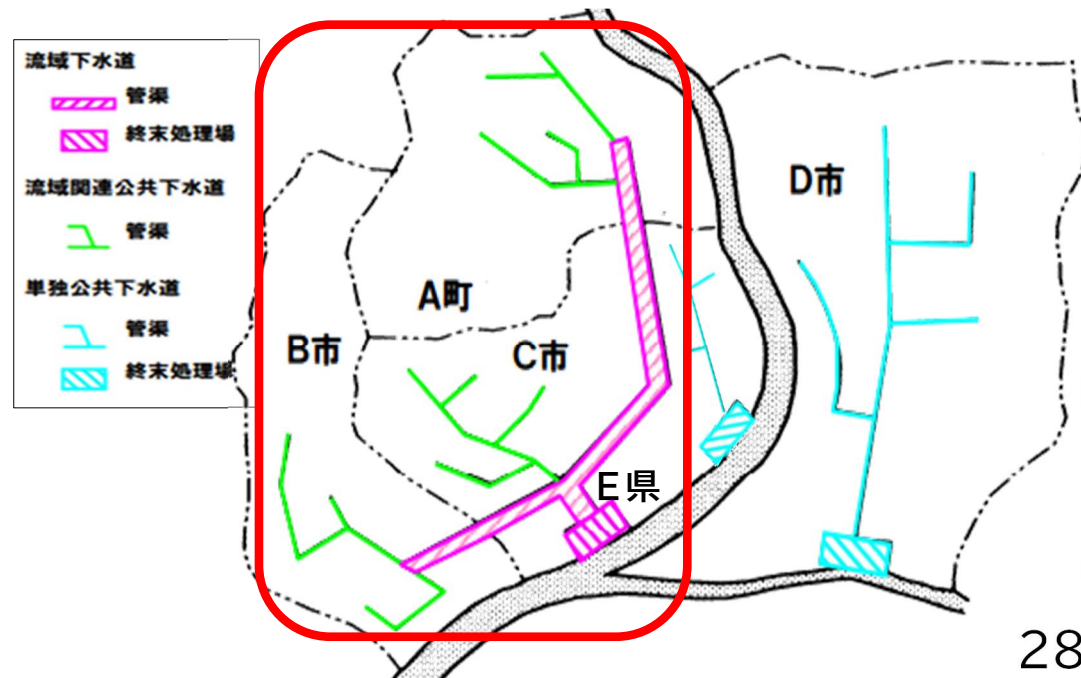 流域下水道
管渠
終末処理場
流域関連公共下水道
管渠
単独公共下水道
管渠
終末処理場
A町
B市
C市
D市
E県
28